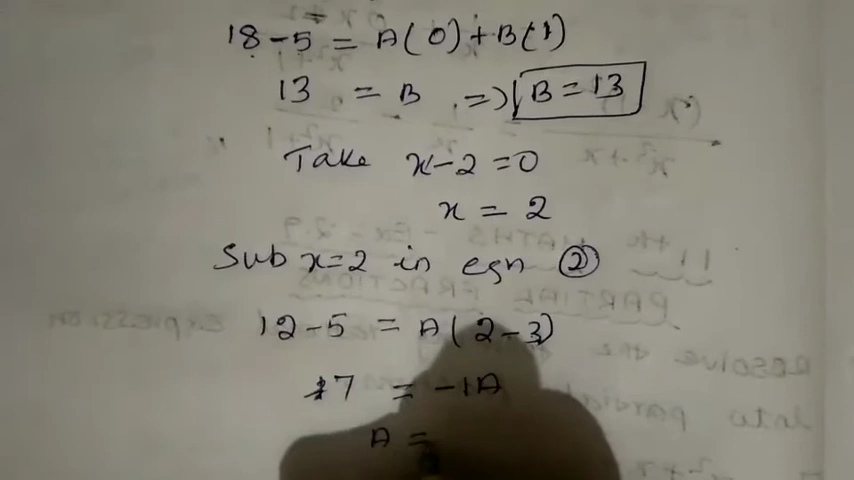 18 - 5 = A(0) + B(1)
13 = B => B = 13
Take x - 2 = 0
x = 2
Sub x = 2 in eqn ②
12 - 5 = A(2 - 3)
7 = -1A
A =